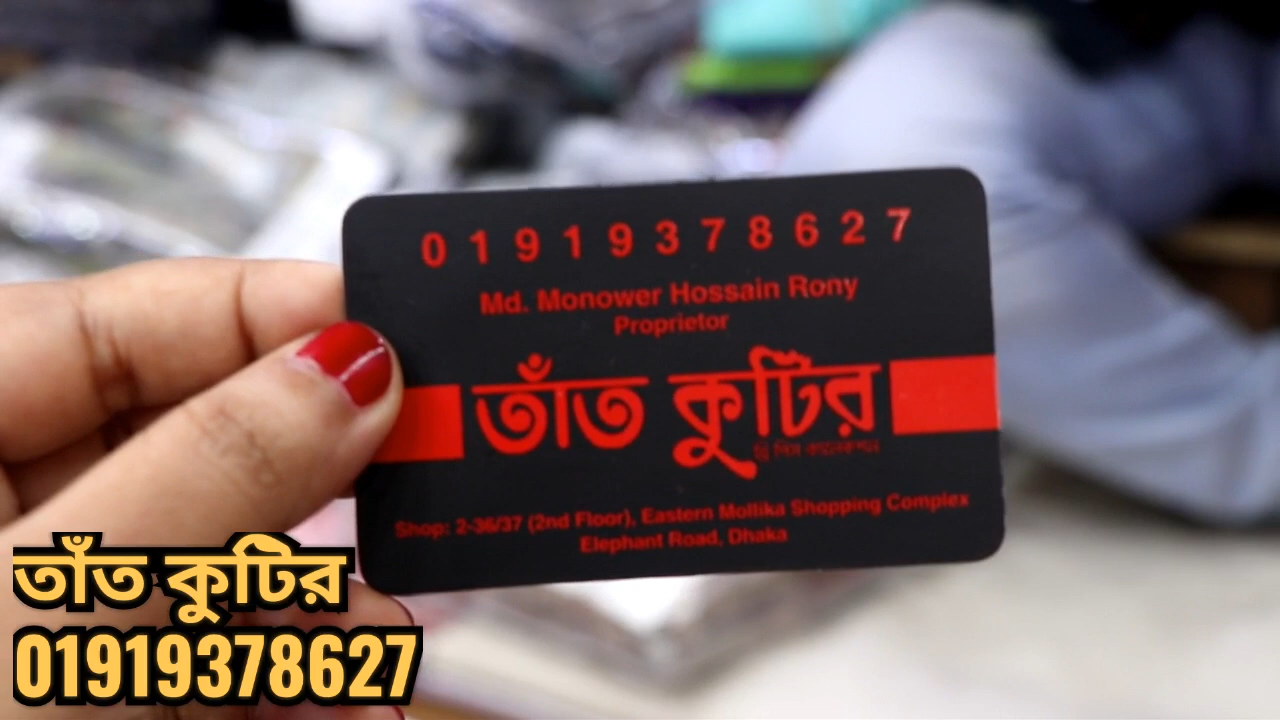 01919378627
Md. Monower Hossain Rony
Proprietor
তাঁত কুটির
Shop: 2-36/37 (2nd Floor), Eastern Mollika Shopping Complex
Elephant Road, Dhaka
তাঁত কুটির
01919378627